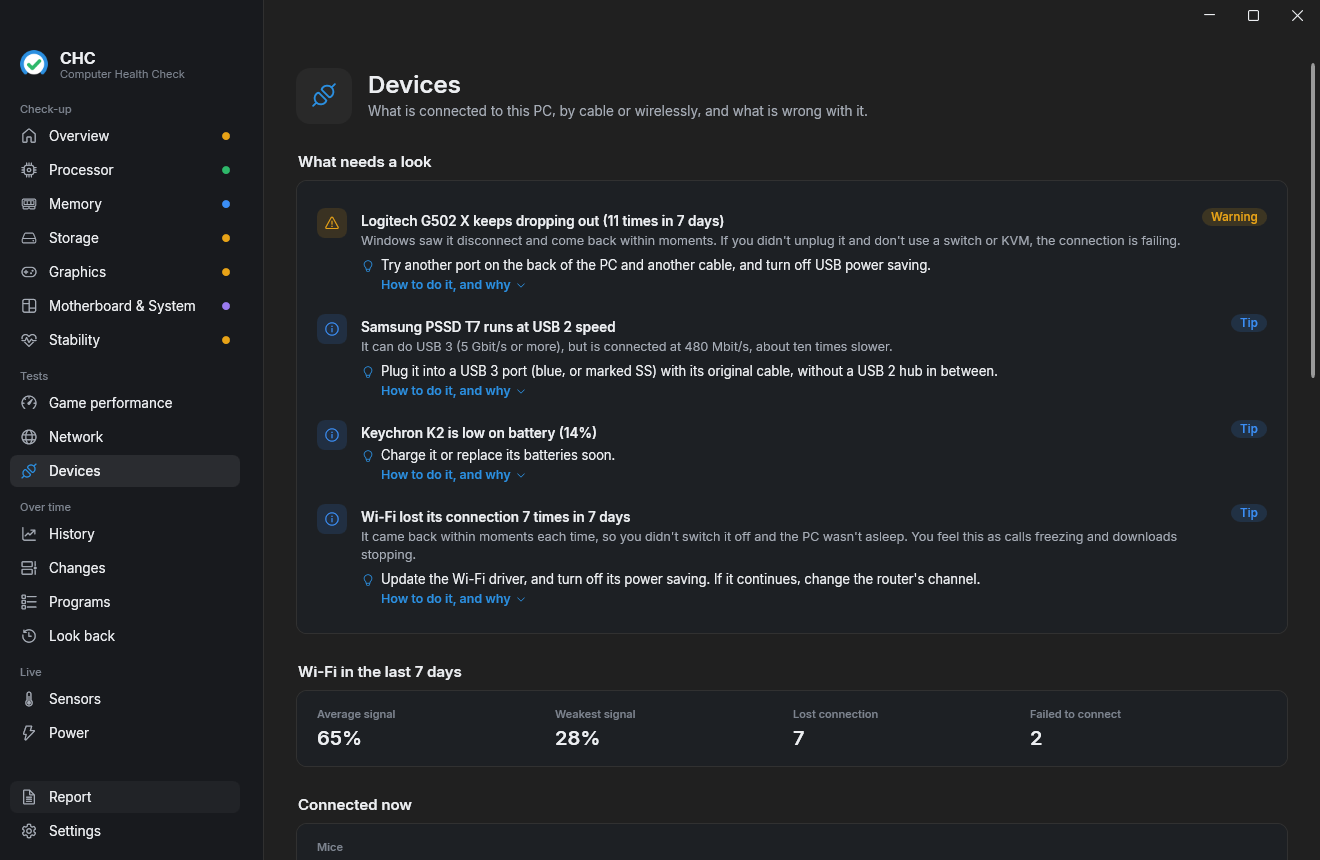 CHC
Computer Health Check
Check-up
Overview
Processor
Memory
Storage
Graphics
Motherboard & System
Stability
Tests
Game performance
Network
Devices
Over time
History
Changes
Programs
Look back
Live
Sensors
Power
Report
Settings
Devices
What is connected to this PC, by cable or wirelessly, and what is wrong with it.
What needs a look
Logitech G502 X keeps dropping out (11 times in 7 days)
Warning
Windows saw it disconnect and come back within moments. If you didn't unplug it and don't use a switch or KVM, the connection is failing.
Try another port on the back of the PC and another cable, and turn off USB power saving.
How to do it, and why
Samsung PSSD T7 runs at USB 2 speed
Tip
It can do USB 3 (5 Gbit/s or more), but is connected at 480 Mbit/s, about ten times slower.
Plug it into a USB 3 port (blue, or marked SS) with its original cable, without a USB 2 hub in between.
How to do it, and why
Keychron K2 is low on battery (14%)
Tip
Charge it or replace its batteries soon.
How to do it, and why
Wi-Fi lost its connection 7 times in 7 days
Tip
It came back within moments each time, so you didn't switch it off and the PC wasn't asleep. You feel this as calls freezing and downloads
stopping.
Update the Wi-Fi driver, and turn off its power saving. If it continues, change the router's channel.
How to do it, and why
Wi-Fi in the last 7 days
Average signal
65%
Weakest signal
28%
Lost connection
7
Failed to connect
2
Connected now
Mice